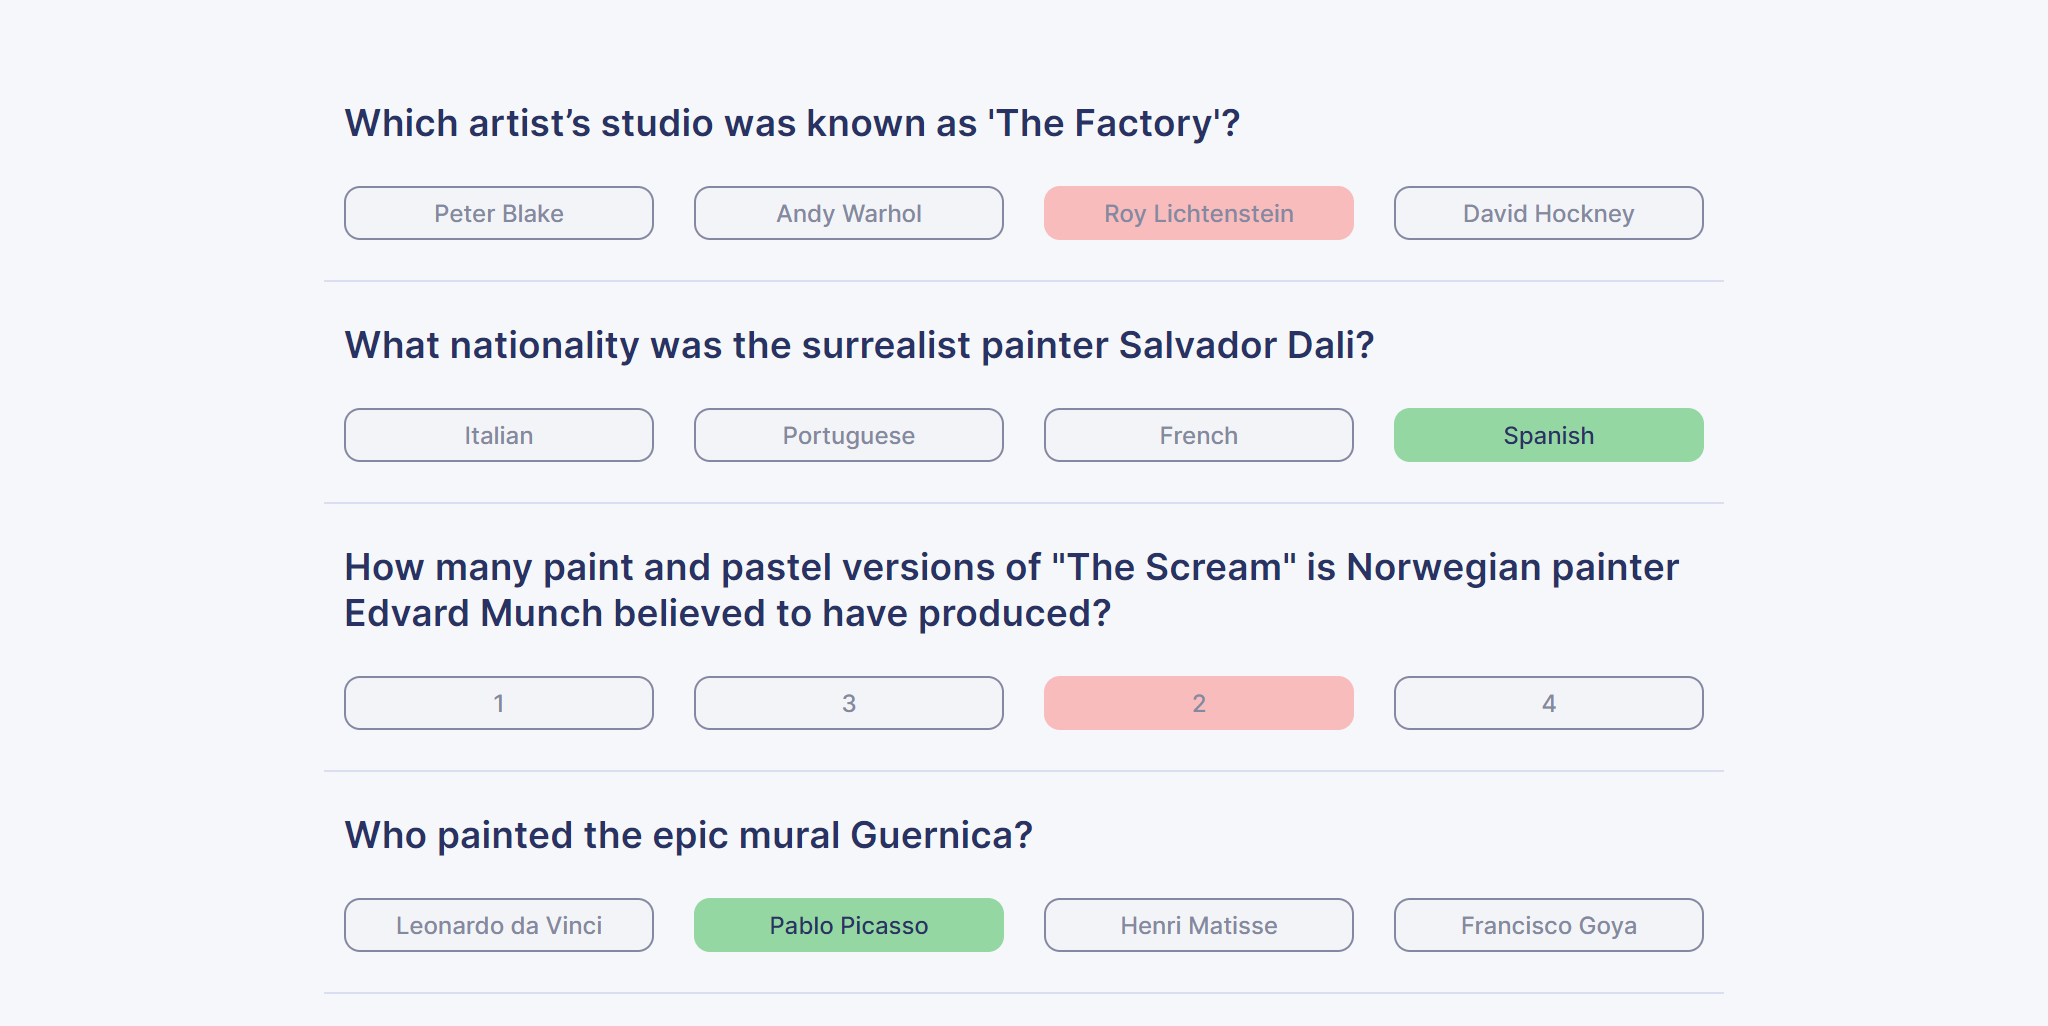 Which artist’s studio was known as 'The Factory'?
Peter Blake
Andy Warhol
Roy Lichtenstein
David Hockney
What nationality was the surrealist painter Salvador Dali?
Italian
Portuguese
French
Spanish
How many paint and pastel versions of "The Scream" is Norwegian painter
Edvard Munch believed to have produced?
1
3
2
4
Who painted the epic mural Guernica?
Leonardo da Vinci
Pablo Picasso
Henri Matisse
Francisco Goya